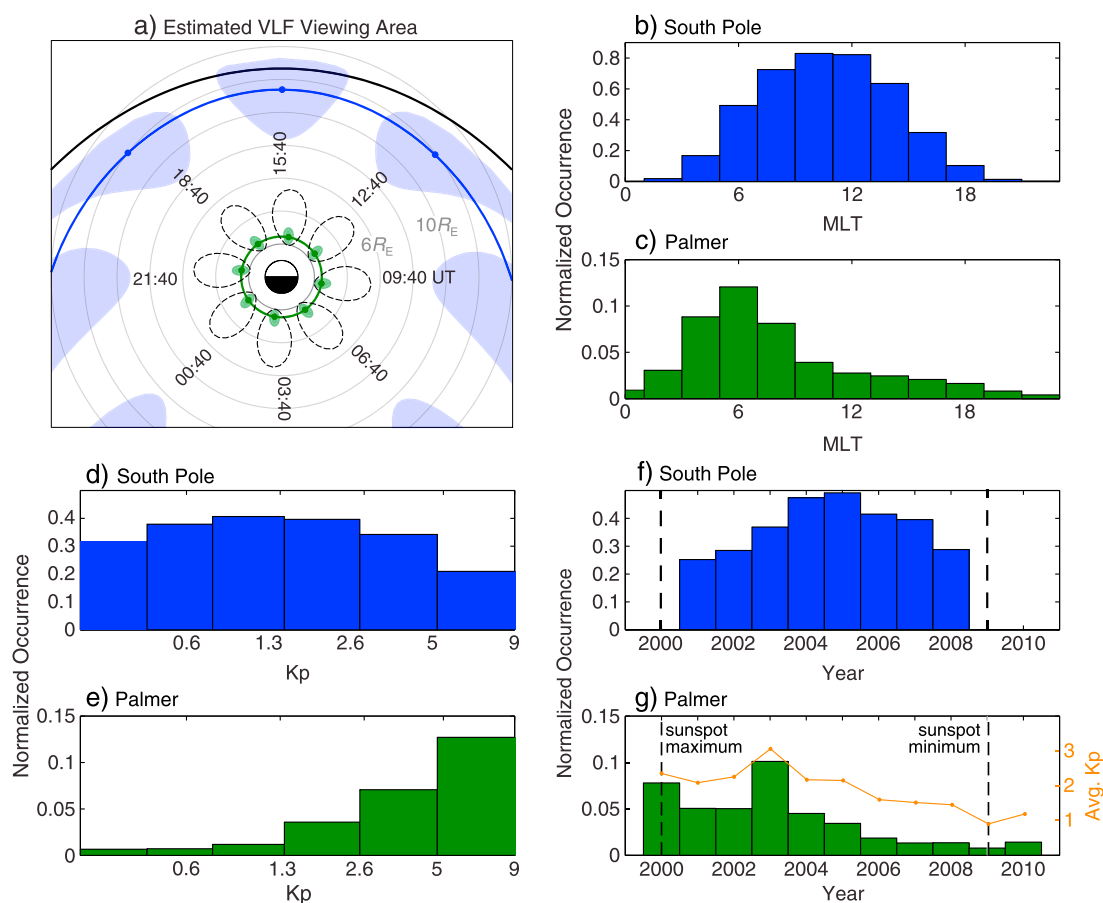 a) Estimated VLF Viewing Area
15:40
18:40
12:40
10RE
6RE
21:40
09:40 UT
00:40
06:40
03:40
b) South Pole
0.8
0.6
0.4
0.2
0
0 6 12 18
MLT
c) Palmer
Normalized Occurrence
0.15
0.1
0.05
0
0 6 12 18
MLT
d) South Pole
0.4
0.3
0.2
0.1
0
0.6 1.3 2.6 5 9
Kp
Normalized Occurrence
e) Palmer
0.15
0.1
0.05
0
0.6 1.3 2.6 5 9
Kp
f) South Pole
0.4
0.3
0.2
0.1
0
2000 2002 2004 2006 2008 2010
Year
Normalized Occurrence
g) Palmer
0.15
0.1
0.05
0
sunspot
maximum
sunspot
minimum
3
2
1
Avg. Kp
2000 2002 2004 2006 2008 2010
Year